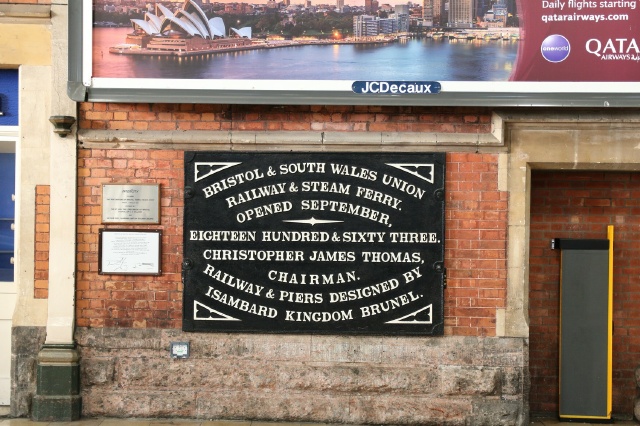 Daily flights starting
qatarairways.com
oneworld
QATAR
AIRWAYS
JCDecaux
BRISTOL & SOUTH WALES UNION
RAILWAY & STEAM FERRY.
OPENED SEPTEMBER,
EIGHTEEN HUNDRED & SIXTY THREE.
CHRISTOPHER JAMES THOMAS,
CHAIRMAN.
RAILWAY & PIERS DESIGNED BY
ISAMBARD KINGDOM BRUNEL.